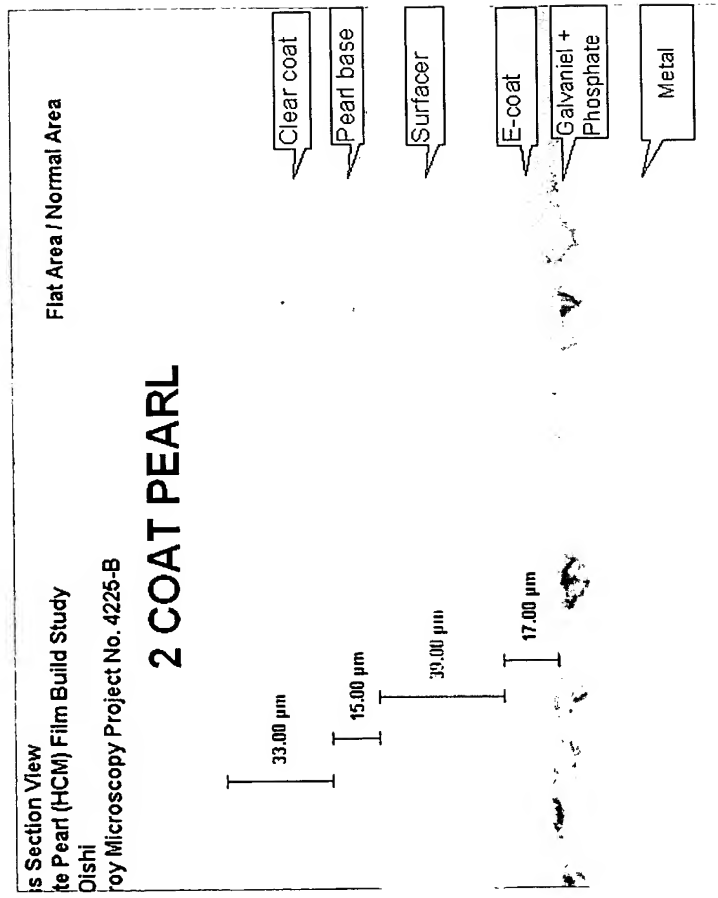 Section View
te Pearl (HCM) Film Build Study
Flat Area / Normal Area
Oishi
roy Microscopy Project No. 4225-B
2 COAT PEARL
33.00 µm
Clear coat
15.00 µm
Pearl base
39.00 µm
Surfacer
17.00 µm
E-coat
Galvaniel +
Phosphate
Metal